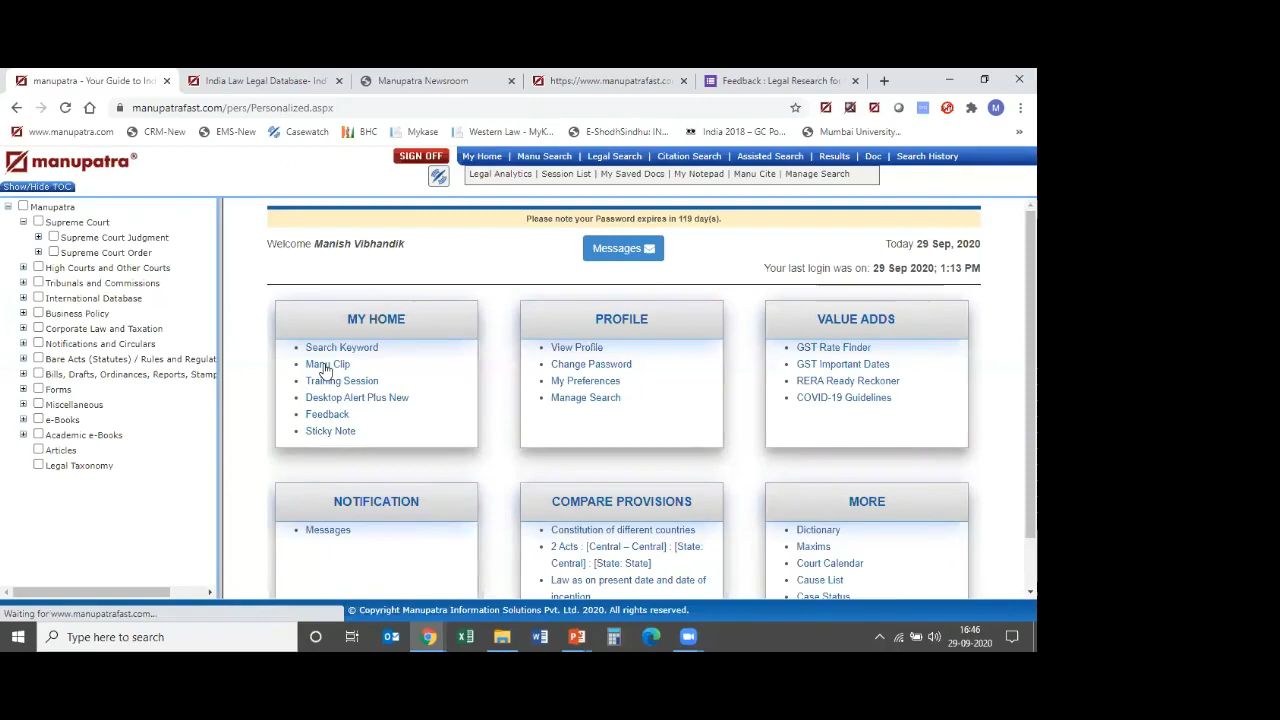 manupatra - Your Guide to Ind
India Law Legal Database- Ind
Manupatra Newsroom
https://www.manupatrafast.co
Feedback : Legal Research for
manupatrafast.com/pers/Personalized.aspx
M
www.manupatra.com
CRM-New
EMS-New
Casewatch
BHC
Mykase
Western Law - MyK...
E-ShodhSindhu: IN...
India 2018 – GC Po...
Mumbai University...
manupatra®
SIGN OFF
My Home | Manu Search | Legal Search | Citation Search | Assisted Search | Results | Doc | Search History
Legal Analytics | Session List | My Saved Docs | My Notepad | Manu Cite | Manage Search
Show/Hide TOC
Manupatra
Supreme Court
Supreme Court Judgment
Supreme Court Order
High Courts and Other Courts
Tribunals and Commissions
International Database
Business Policy
Corporate Law and Taxation
Notifications and Circulars
Bare Acts (Statutes) / Rules and Regulat
Bills, Drafts, Ordinances, Reports, Stamp
Forms
Miscellaneous
e-Books
Academic e-Books
Articles
Legal Taxonomy
Please note your Password expires in 119 day(s).
Welcome Manish Vibhandik
Messages
Today 29 Sep, 2020
Your last login was on: 29 Sep 2020; 1:13 PM
MY HOME
Search Keyword
Manu Clip
Training Session
Desktop Alert Plus New
Feedback
Sticky Note
PROFILE
View Profile
Change Password
My Preferences
Manage Search
VALUE ADDS
GST Rate Finder
GST Important Dates
RERA Ready Reckoner
COVID-19 Guidelines
NOTIFICATION
Messages
COMPARE PROVISIONS
Constitution of different countries
2 Acts : [Central – Central] : [State:
Central] : [State: State]
Law as on present date and date of
inception
MORE
Dictionary
Maxims
Court Calendar
Cause List
Case Status
Waiting for www.manupatrafast.com...
© Copyright Manupatra Information Solutions Pvt. Ltd. 2020. All rights reserved.
Type here to search
16:46
29-09-2020